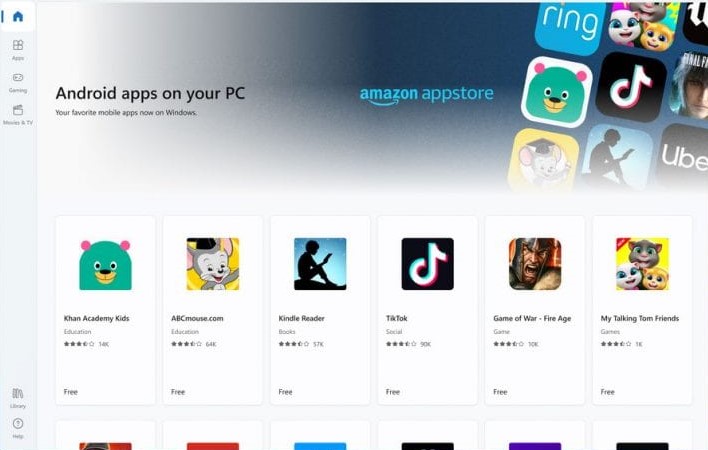 Apps
Gaming
Movies & TV
Library
Help
Android apps on your PC
Your favorite mobile apps now on Windows.
amazon appstore
ring
Uber
Khan Academy Kids
Education
14K
Free
ABCmouse.com
Education
64K
Free
Kindle Reader
Books
57K
Free
TikTok
Social
90K
Free
Game of War - Fire Age
Game
10K
Free
My Talking Tom Friends
Games
1K
Free